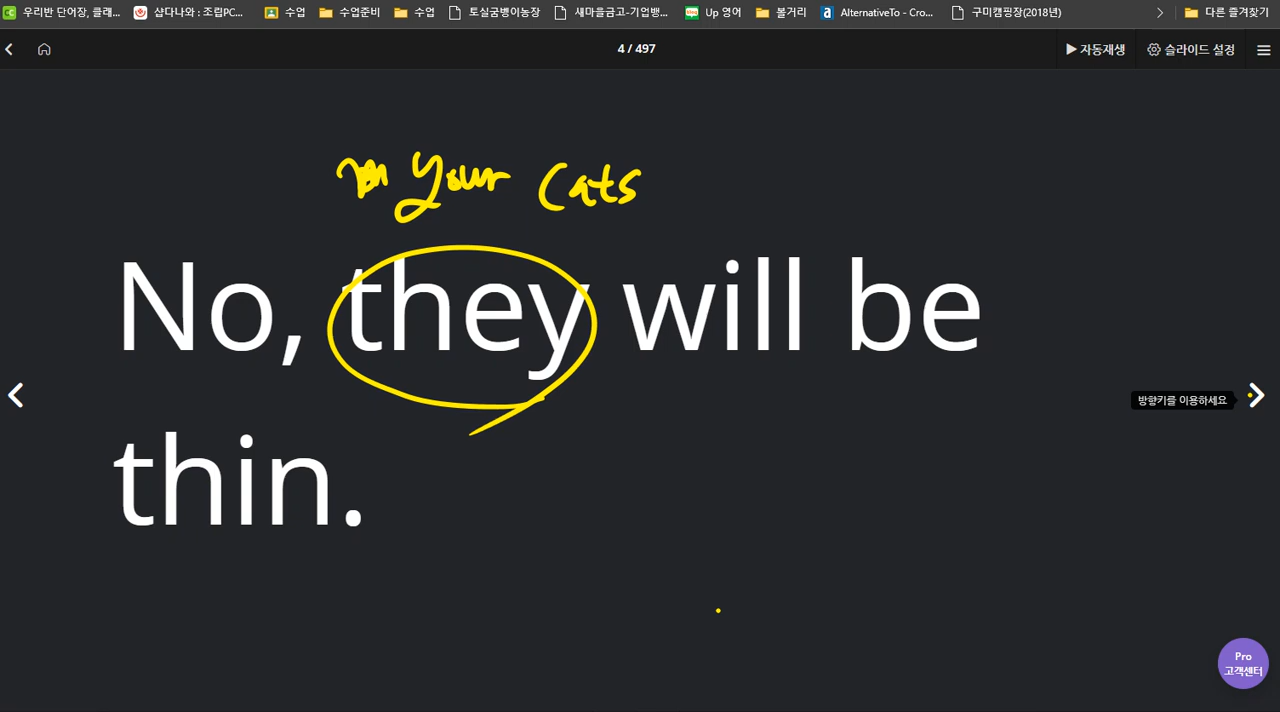 우리반 단어장, 클래... 샵다나와 : 조립PC... 수업 수업준비 수업 토실굼벵이농장 새마을금고-기업뱅... Up 영어 볼거리 AlternativeTo - Cro... 구미캠핑장(2018년) 다른 즐겨찾기
4 / 497 자동재생 슬라이드 설정
Your Cats
No, they will be
thin.
방향키를 이용하세요
Pro
고객센터